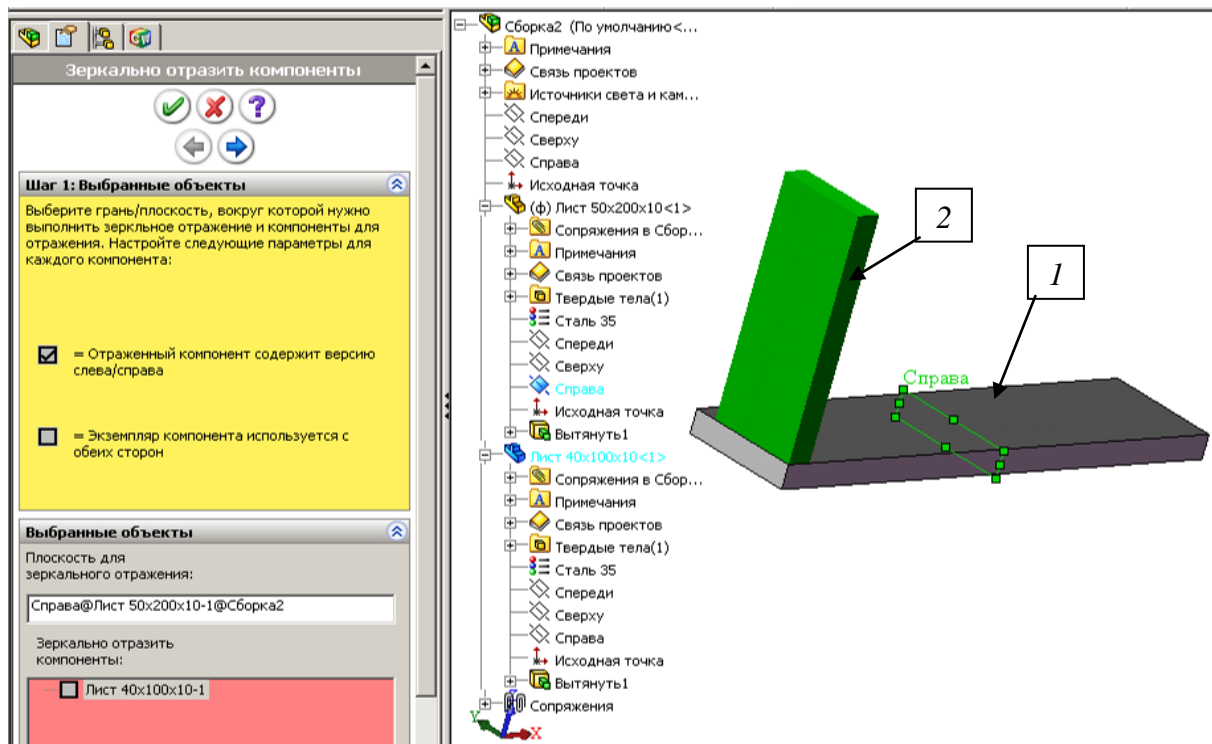 Зеркально отразить компоненты
Шаг 1: Выбранные объекты
Выберите грань/плоскость, вокруг которой нужно
выполнить зеркльное отражение и компоненты для
отражения. Настройте следующие параметры для
каждого компонента:
= Отраженный компонент содержит версию
слева/справа
= Экземпляр компонента используется с
обеих сторон
Выбранные объекты
Плоскость для
зеркального отражения:
Справа@Лист 50x200x10-1@Сборка2
Зеркально отразить
компоненты:
Лист 40x100x10-1
Сборка2 (По умолчанию<...
Примечания
Связь проектов
Источники света и кам...
Спереди
Сверху
Справа
Исходная точка
(ф) Лист 50x200x10<1>
Сопряжения в Сбор...
Примечания
Связь проектов
Твердые тела(1)
Сталь 35
Спереди
Сверху
Справа
Исходная точка
Вытянуть1
Лист 40x100x10<1>
Сопряжения в Сбор...
Примечания
Связь проектов
Твердые тела(1)
Сталь 35
Спереди
Сверху
Справа
Исходная точка
Вытянуть1
Сопряжения
2
1
Справа
Y
Z
X